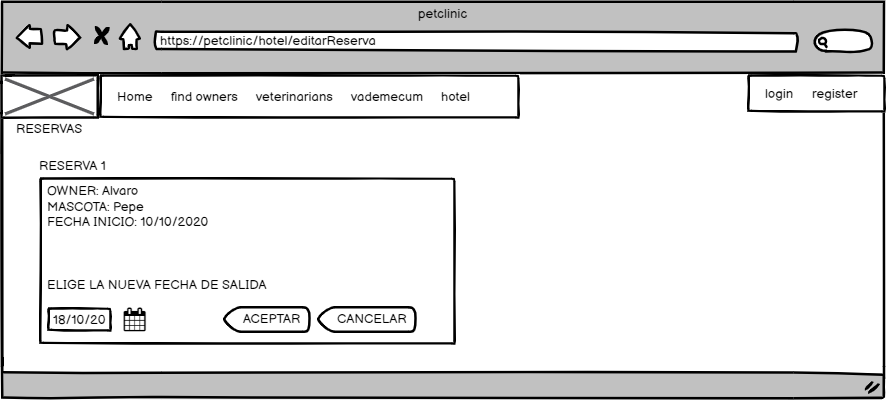 petclinic
https://petclinic/hotel/editarReserva
Home find owners veterinarians vademecum hotel
login register
RESERVAS
RESERVA 1
OWNER: Alvaro
MASCOTA: Pepe
FECHA INICIO: 10/10/2020
ELIGE LA NUEVA FECHA DE SALIDA
18/10/20 ACEPTAR CANCELAR